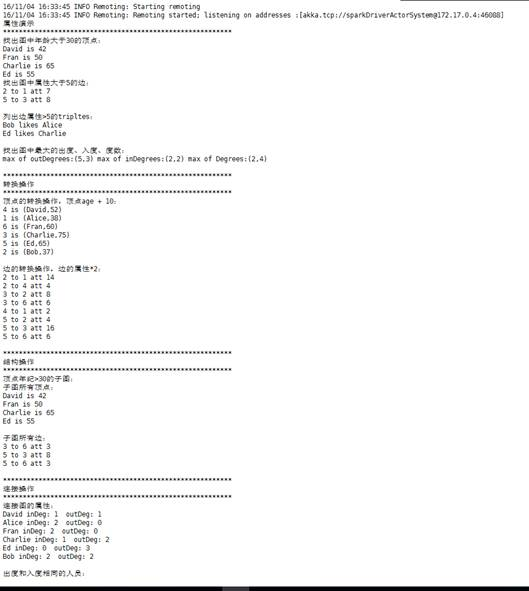 16/11/04 16:33:45 INFO Remoting: Starting remoting
16/11/04 16:33:45 INFO Remoting: Remoting started; listening on addresses :[akka.tcp://sparkDriverActorSystem@172.17.0.4:46088]
属性演示
**********************************************************
找出图中年龄大于30的顶点：
David is 42
Fran is 50
Charlie is 65
Ed is 55
找出图中属性大于5的边：
2 to 1 att 7
5 to 3 att 8
列出边属性>5的tripltes：
Bob likes Alice
Ed likes Charlie
找出图中最大的出度、入度、度数：
max of outDegrees:(5,3) max of inDegrees:(2,2) max of Degrees:(2,4)
**********************************************************
转换操作
**********************************************************
顶点的转换操作，顶点age + 10：
4 is (David,52)
1 is (Alice,38)
6 is (Fran,60)
3 is (Charlie,75)
5 is (Ed,65)
2 is (Bob,37)
边的转换操作，边的属性*2：
2 to 1 att 14
2 to 4 att 4
3 to 2 att 8
3 to 6 att 6
4 to 1 att 2
5 to 2 att 4
5 to 3 att 16
5 to 6 att 6
**********************************************************
结构操作
**********************************************************
顶点年纪>30的子图：
子图所有顶点：
David is 42
Fran is 50
Charlie is 65
Ed is 55
子图所有边：
3 to 6 att 3
5 to 3 att 8
5 to 6 att 3
**********************************************************
连接操作
**********************************************************
连接图的属性：
David inDeg: 1  outDeg: 1
Alice inDeg: 2  outDeg: 0
Fran inDeg: 2  outDeg: 0
Charlie inDeg: 1  outDeg: 2
Ed inDeg: 0  outDeg: 3
Bob inDeg: 2  outDeg: 2
出度和入度相同的人员：